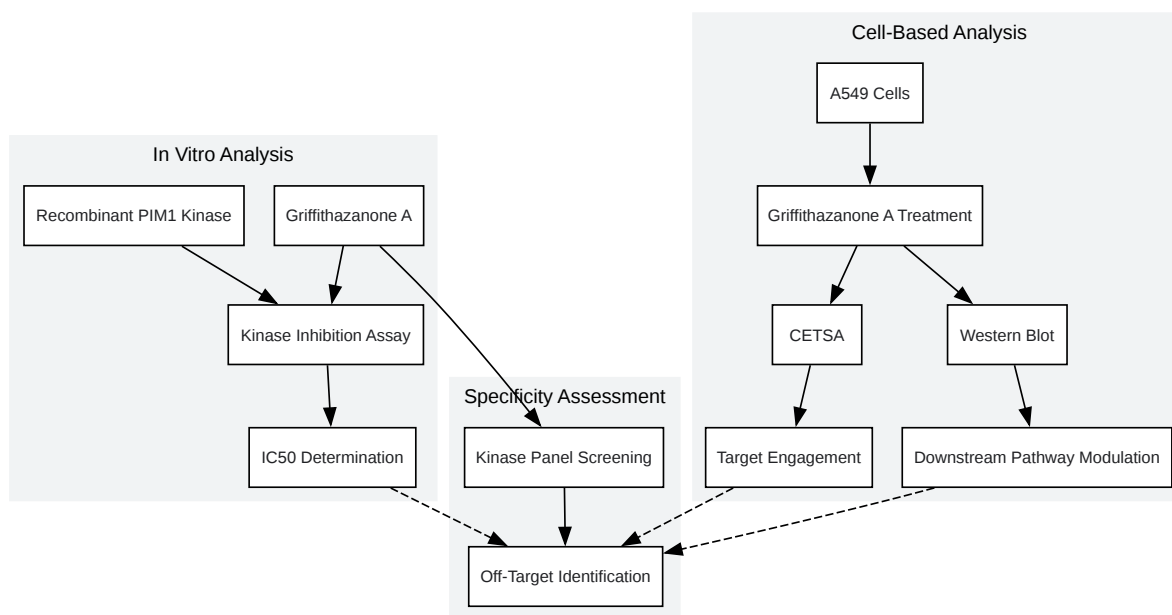 Cell-Based Analysis
A549 Cells
In Vitro Analysis
Recombinant PIM1 Kinase
Griffithazanone A
Griffithazanone A Treatment
Kinase Inhibition Assay
CETSA
Western Blot
Specificity Assessment
IC50 Determination
Kinase Panel Screening
Target Engagement
Downstream Pathway Modulation
Off-Target Identification